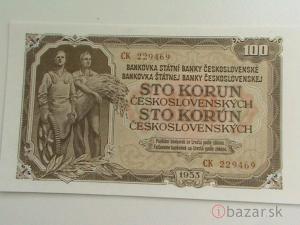 100
BANKOVKA STÁTNÍ BANKY ČESKOSLOVENSKÉ
BANKOVKA ŠTÁTNEJ BANKY ČESKOSLOVENSKEJ
CK 229469
STO KORUN
ČESKOSLOVENSKÝCH
STO KORÚN
ČESKOSLOVENSKÝCH
CK 229469
1953
bazar.sk